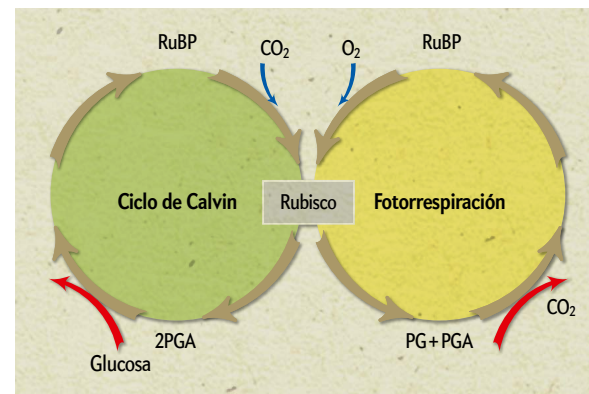 RuBP
CO₂
O₂
RuBP
Ciclo de Calvin
Rubisco
Fotorrespiración
2PGA
Glucosa
PG+PGA
CO₂